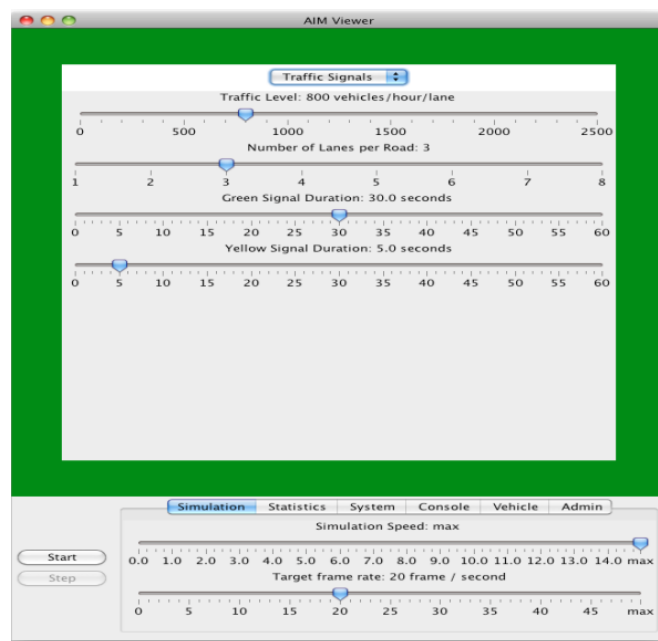 AIM Viewer
Traffic Signals
Traffic Level: 800 vehicles/hour/lane
0 500 1000 1500 2000 2500
Number of Lanes per Road: 3
1 2 3 4 5 6 7 8
Green Signal Duration: 30.0 seconds
0 5 10 15 20 25 30 35 40 45 50 55 60
Yellow Signal Duration: 5.0 seconds
0 5 10 15 20 25 30 35 40 45 50 55 60
Simulation Statistics System Console Vehicle Admin
Simulation Speed: max
Start
0.0 1.0 2.0 3.0 4.0 5.0 6.0 7.0 8.0 9.0 10.0 11.0 12.0 13.0 14.0 max
Step
Target frame rate: 20 frame / second
0 5 10 15 20 25 30 35 40 45 max